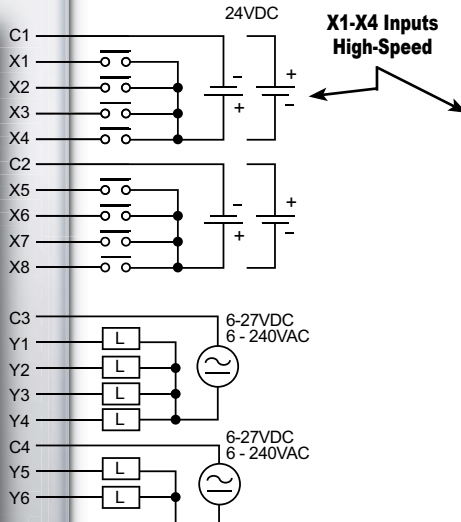 24VDC
X1-X4 Inputs
High-Speed
C1
X1
X2
X3
X4
- +
+ -
C2
X5
X6
X7
X8
- +
+ -
C3
6-27VDC
6 - 240VAC
Y1 L
Y2 L
Y3 L
Y4 L
C4
6-27VDC
6 - 240VAC
Y5 L
Y6 L